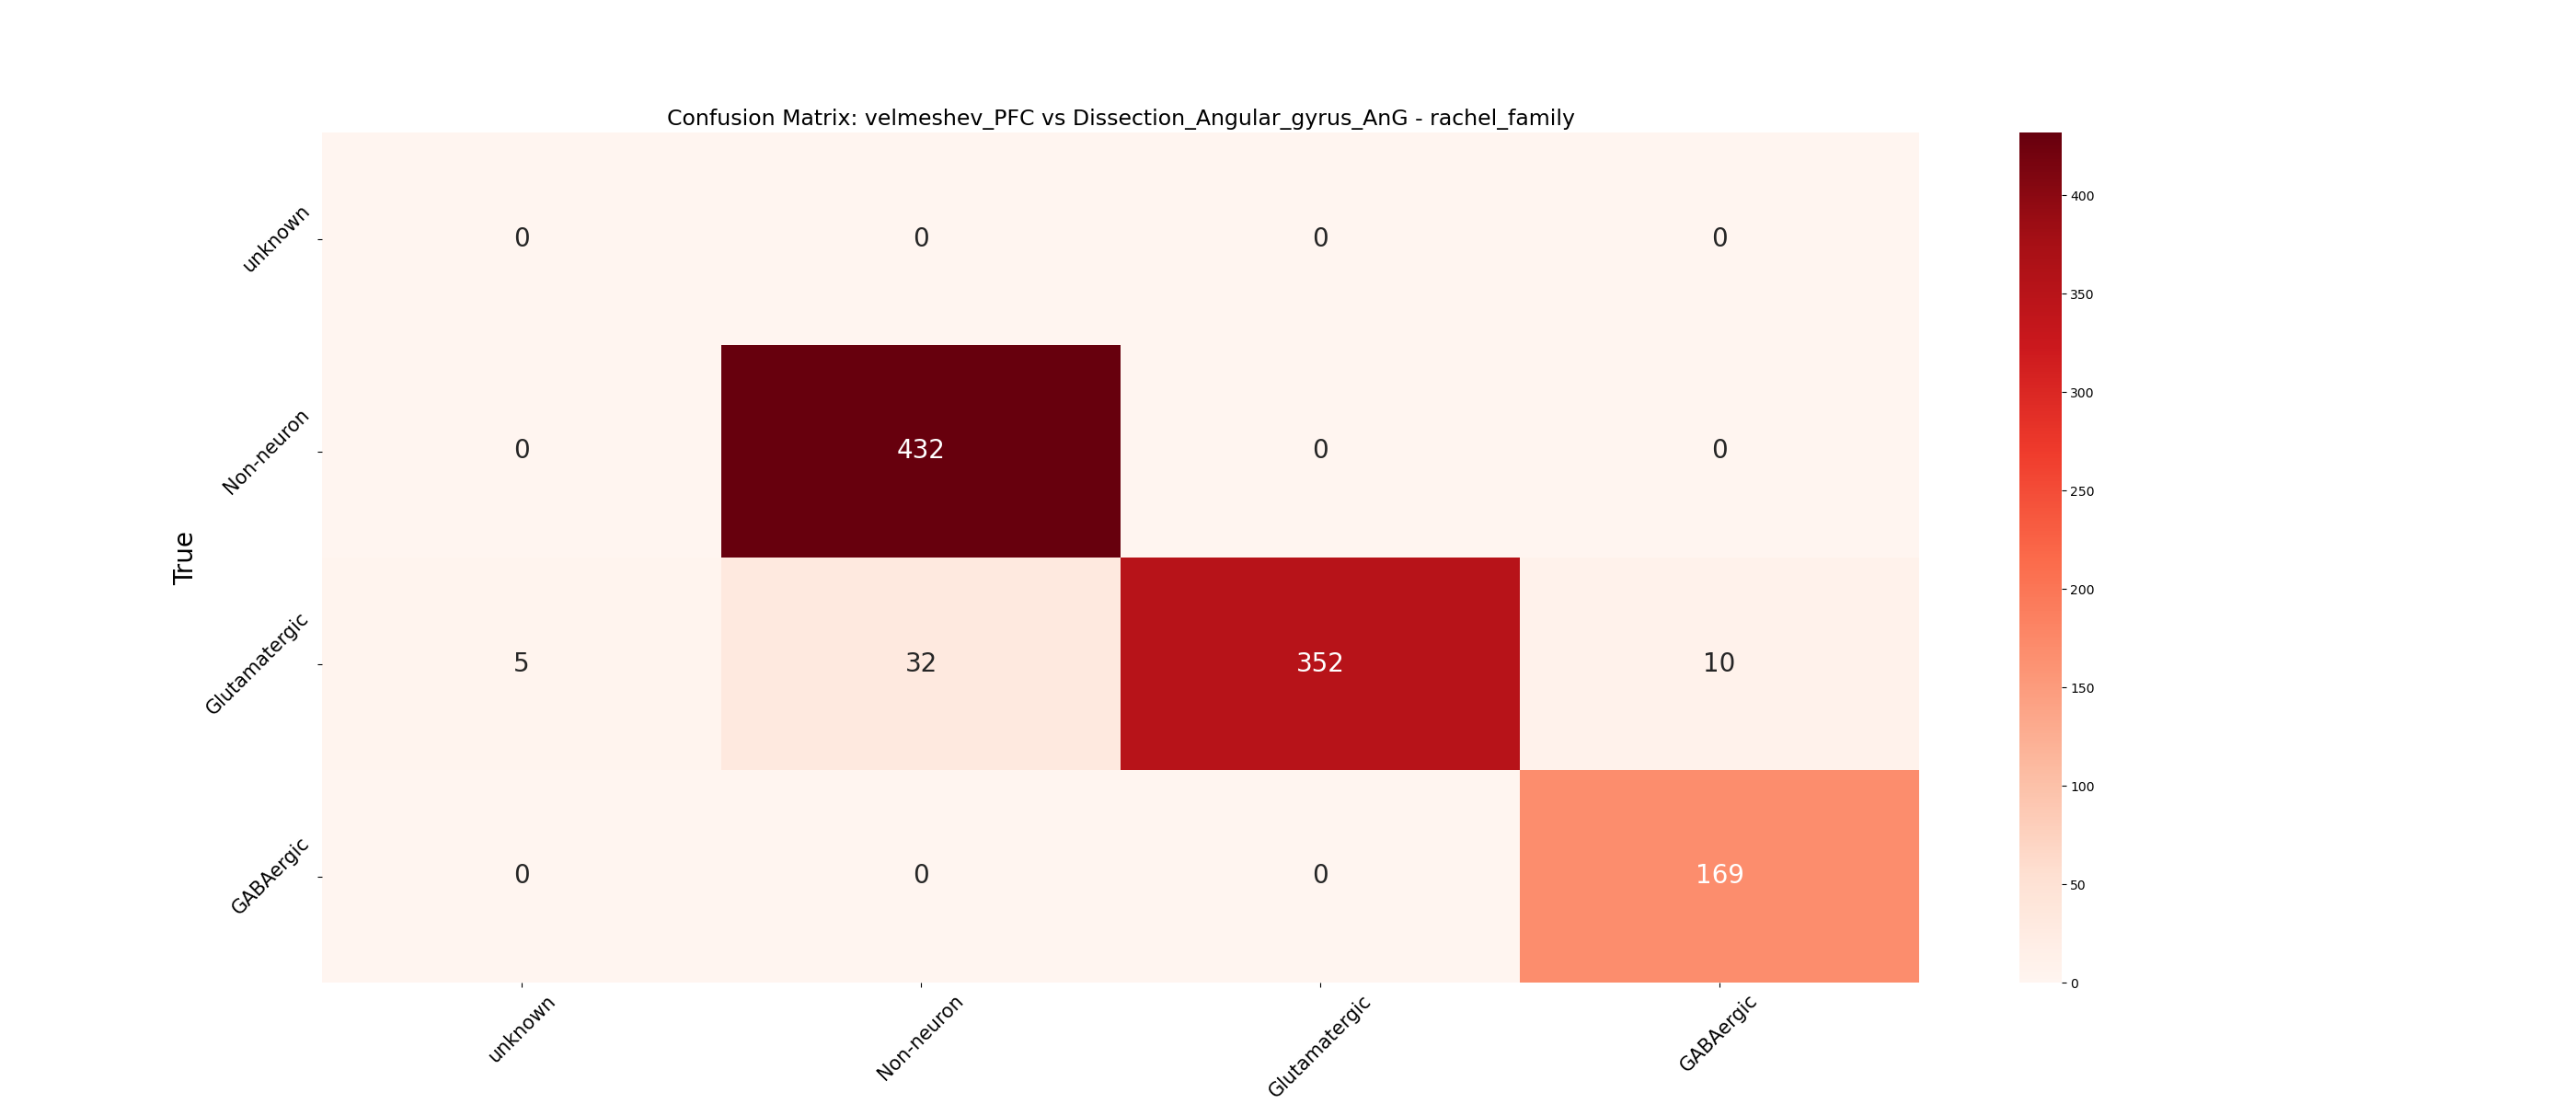 Confusion Matrix: velmeshev_PFC vs Dissection_Angular_gyrus_AnG - rachel_family
True
unknown
0 0 0 0
Non-neuron
0 432 0 0
Glutamatergic
5 32 352 10
GABAergic
0 0 0 169
unknown Non-neuron Glutamatergic GABAergic
400
350
300
250
200
150
100
50
0